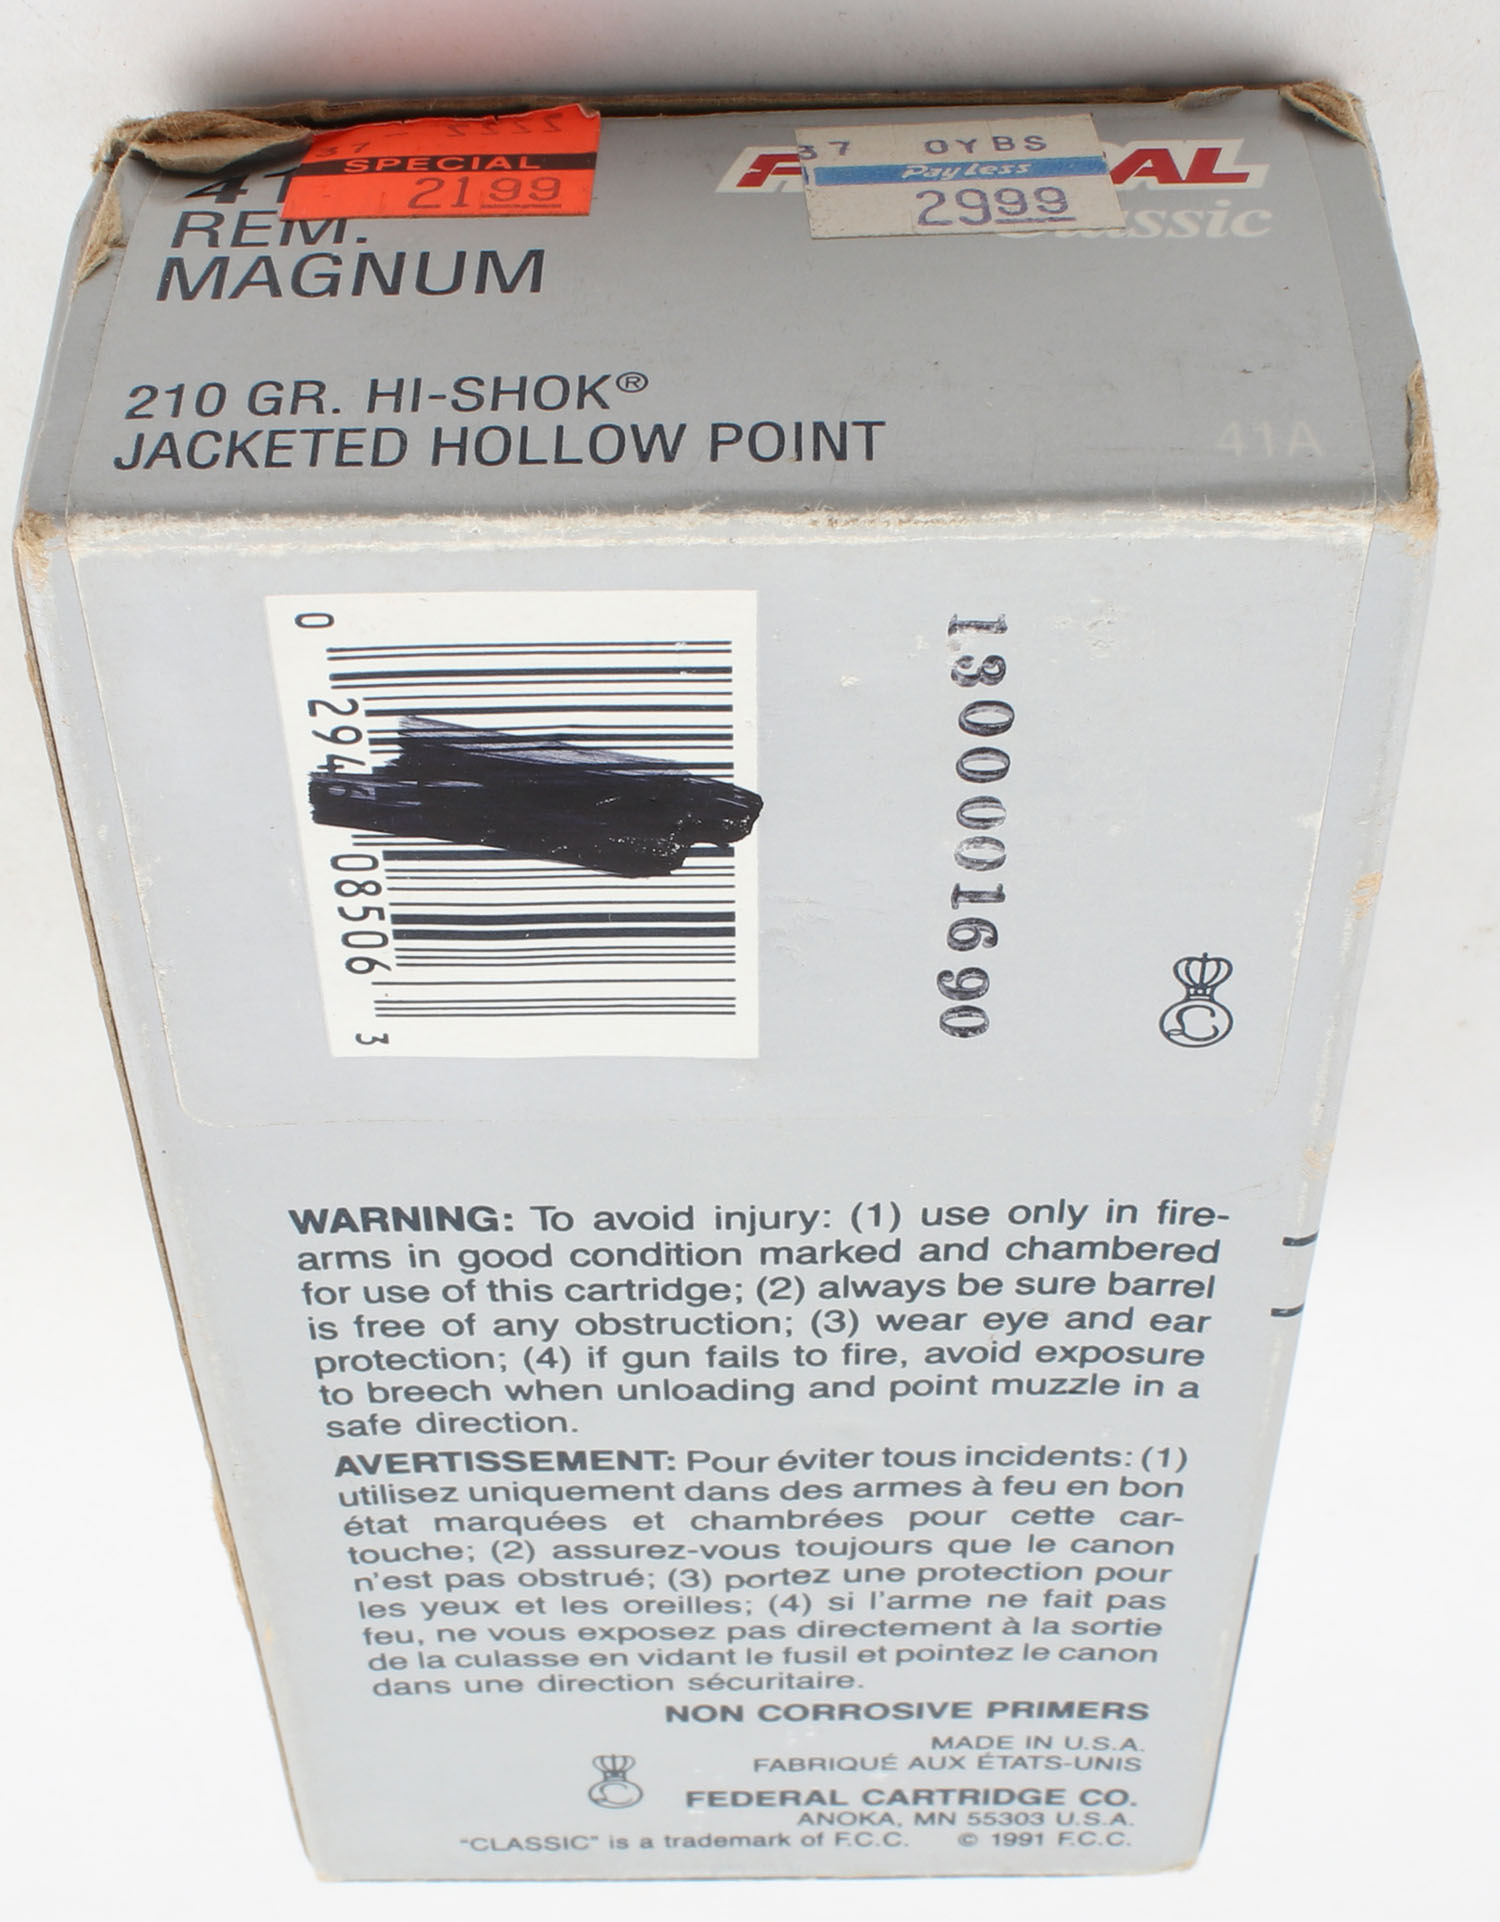 37
SPECIAL
2199
41
REM.
MAGNUM
37 OYBS
PayLess
2999
AL
Classic
210 GR. HI-SHOK®
JACKETED HOLLOW POINT
41A
0 29465 08506 3
1300001690
WARNING: To avoid injury: (1) use only in fire-
arms in good condition marked and chambered
for use of this cartridge; (2) always be sure barrel
is free of any obstruction; (3) wear eye and ear
protection; (4) if gun fails to fire, avoid exposure
to breech when unloading and point muzzle in a
safe direction.
AVERTISSEMENT: Pour éviter tous incidents: (1)
utilisez uniquement dans des armes à feu en bon
état marquées et chambrées pour cette car-
touche; (2) assurez-vous toujours que le canon
n'est pas obstrué; (3) portez une protection pour
les yeux et les oreilles; (4) si l'arme ne fait pas
feu, ne vous exposez pas directement à la sortie
de la culasse en vidant le fusil et pointez le canon
dans une direction sécuritaire.
NON CORROSIVE PRIMERS
MADE IN U.S.A.
FABRIQUÉ AUX ÉTATS-UNIS
FEDERAL CARTRIDGE CO.
ANOKA, MN 55303 U.S.A.
"CLASSIC" is a trademark of F.C.C. © 1991 F.C.C.